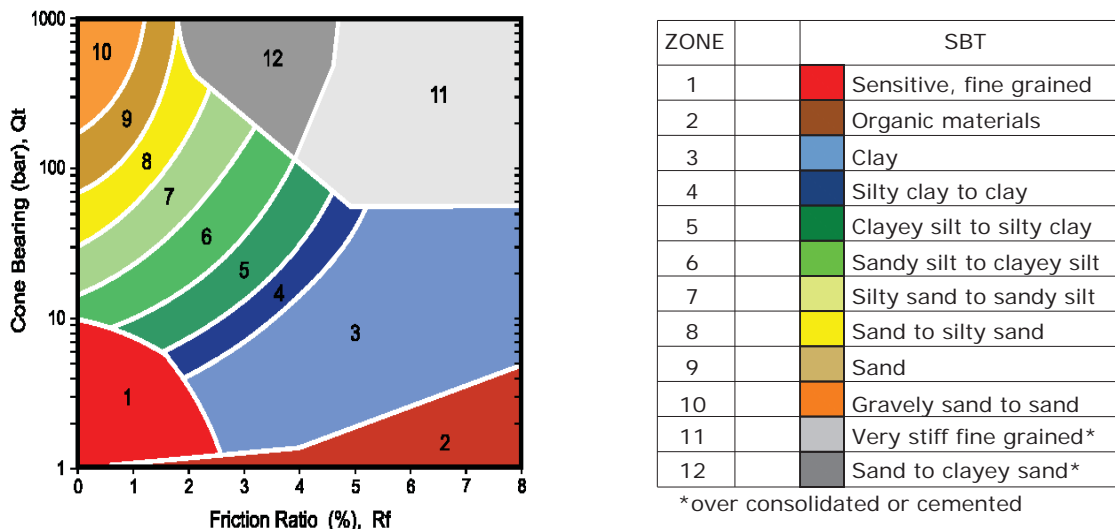 1000
100
10
1
Cone Bearing (bar), Qt
10
12
11
9
8
7
6
5
4
3
1
2
0 1 2 3 4 5 6 7 8
Friction Ratio (%), Rf
ZONE SBT
1 Sensitive, fine grained
2 Organic materials
3 Clay
4 Silty clay to clay
5 Clayey silt to silty clay
6 Sandy silt to clayey silt
7 Silty sand to sandy silt
8 Sand to silty sand
9 Sand
10 Gravely sand to sand
11 Very stiff fine grained*
12 Sand to clayey sand*
*over consolidated or cemented